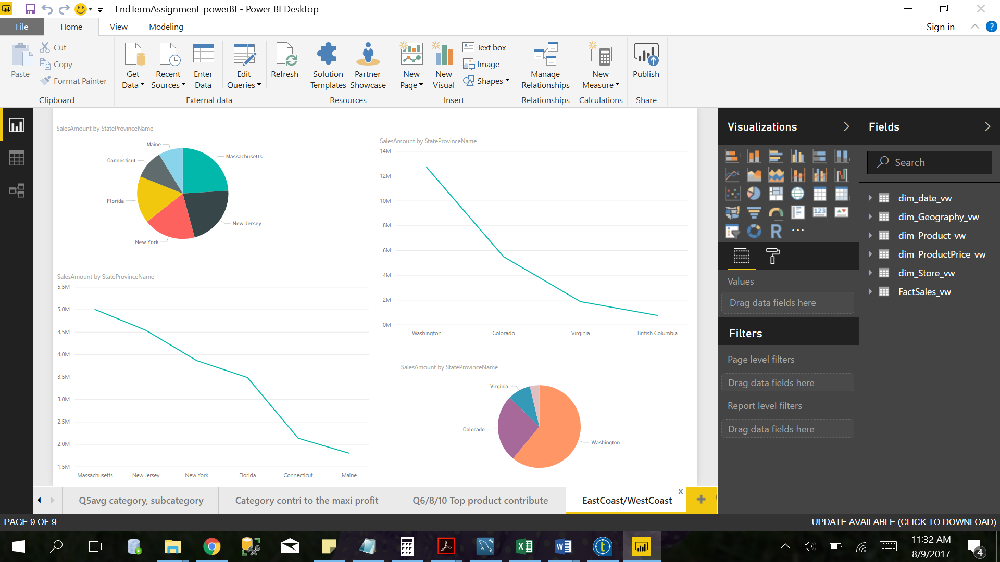 EndTermAssignment_powerBI - Power BI Desktop
File
Home
View
Modeling
Sign in
?
Paste
Cut
Copy
Format Painter
Clipboard
Get
Data
Recent
Sources
Enter
Data
Edit
Queries
External data
Refresh
Solution
Templates
Partner
Showcase
Resources
New
Page
New
Visual
A
Text box
Image
Shapes
Insert
Manage
Relationships
Relationships
New
Measure
Calculations
Publish
Share
SalesAmount by StateProvinceName
Maine
Massachusetts
Connecticut
Florida
New Jersey
New York
SalesAmount by StateProvinceName
14M
12M
10M
8M
6M
4M
2M
0M
Washington
Colorado
Virginia
British Columbia
SalesAmount by StateProvinceName
5.5M
5.0M
4.5M
4.0M
3.5M
3.0M
2.5M
2.0M
1.5M
Massachusetts
New Jersey
New York
Florida
Connecticut
Maine
SalesAmount by StateProvinceName
Virginia
Colorado
Washington
Visualizations
123
R
Values
Drag data fields here
Filters
Page level filters
Drag data fields here
Report level filters
Drag data fields here
Fields
Search
dim_date_vw
dim_Geography_vw
dim_Product_vw
dim_ProductPrice_vw
dim_Store_vw
FactSales_vw
Q5avg category, subcategory
Category contri to the maxi profit
Q6/8/10 Top product contribute
EastCoast/WestCoast
x
+
PAGE 9 OF 9
UPDATE AVAILABLE (CLICK TO DOWNLOAD)
11:32 AM
8/9/2017
4